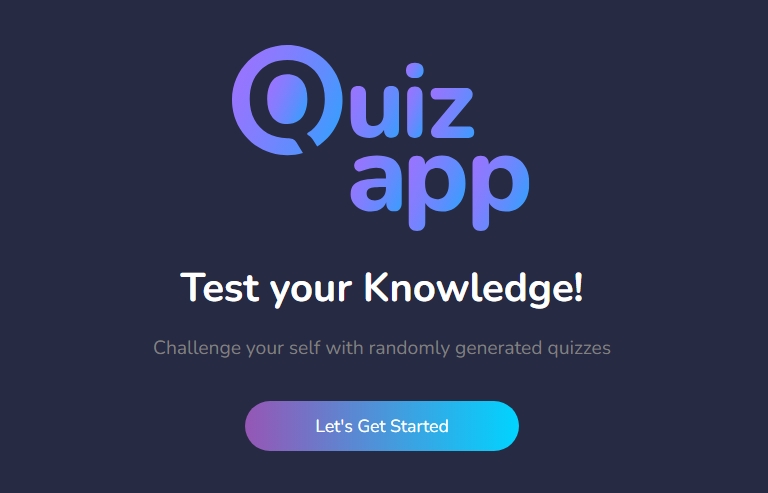 Quiz
app
Test your Knowledge!
Challenge your self with randomly generated quizzes
Let's Get Started